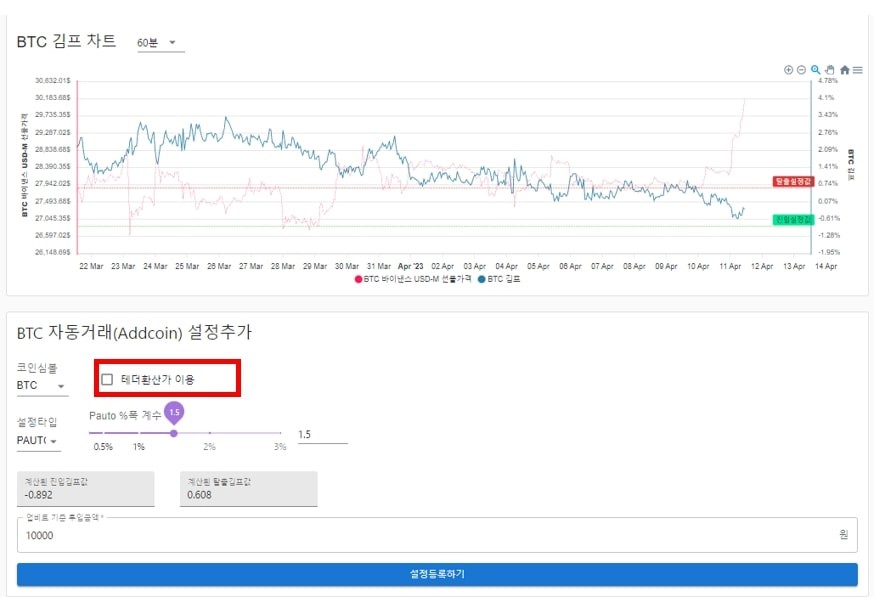 BTC 김프 차트 60분
30,632.01$ 4.78%
30,183.68$ 4.1%
29,735.35$ 3.43%
29,287.02$ 2.76%
28,838.68$ 2.09%
28,390.35$ 1.41%
27,942.02$ 0.74% 탈출설정값
27,493.68$ 0.07%
27,045.35$ -0.61% 진입설정값
26,597.02$ -1.28%
26,148.69$ -1.95%
BTC 바이낸스 USD-M 선물가격
BTC 김프
22 Mar 23 Mar 24 Mar 25 Mar 26 Mar 27 Mar 28 Mar 29 Mar 30 Mar 31 Mar Apr '23 02 Apr 03 Apr 04 Apr 05 Apr 06 Apr 07 Apr 08 Apr 09 Apr 10 Apr 11 Apr 12 Apr 13 Apr 14 Apr
BTC 바이낸스 USD-M 선물가격 BTC 김프
BTC 자동거래(Addcoin) 설정추가
코인심볼
BTC
테더환산가 이용
설정타입
PAUT(
Pauto %폭 계수
1.5
1.5
0.5% 1% 2% 3%
계산된 진입김프값
-0.892
계산된 탈출김프값
0.608
업비트 기준 투입금액 *
10000 원
설정등록하기